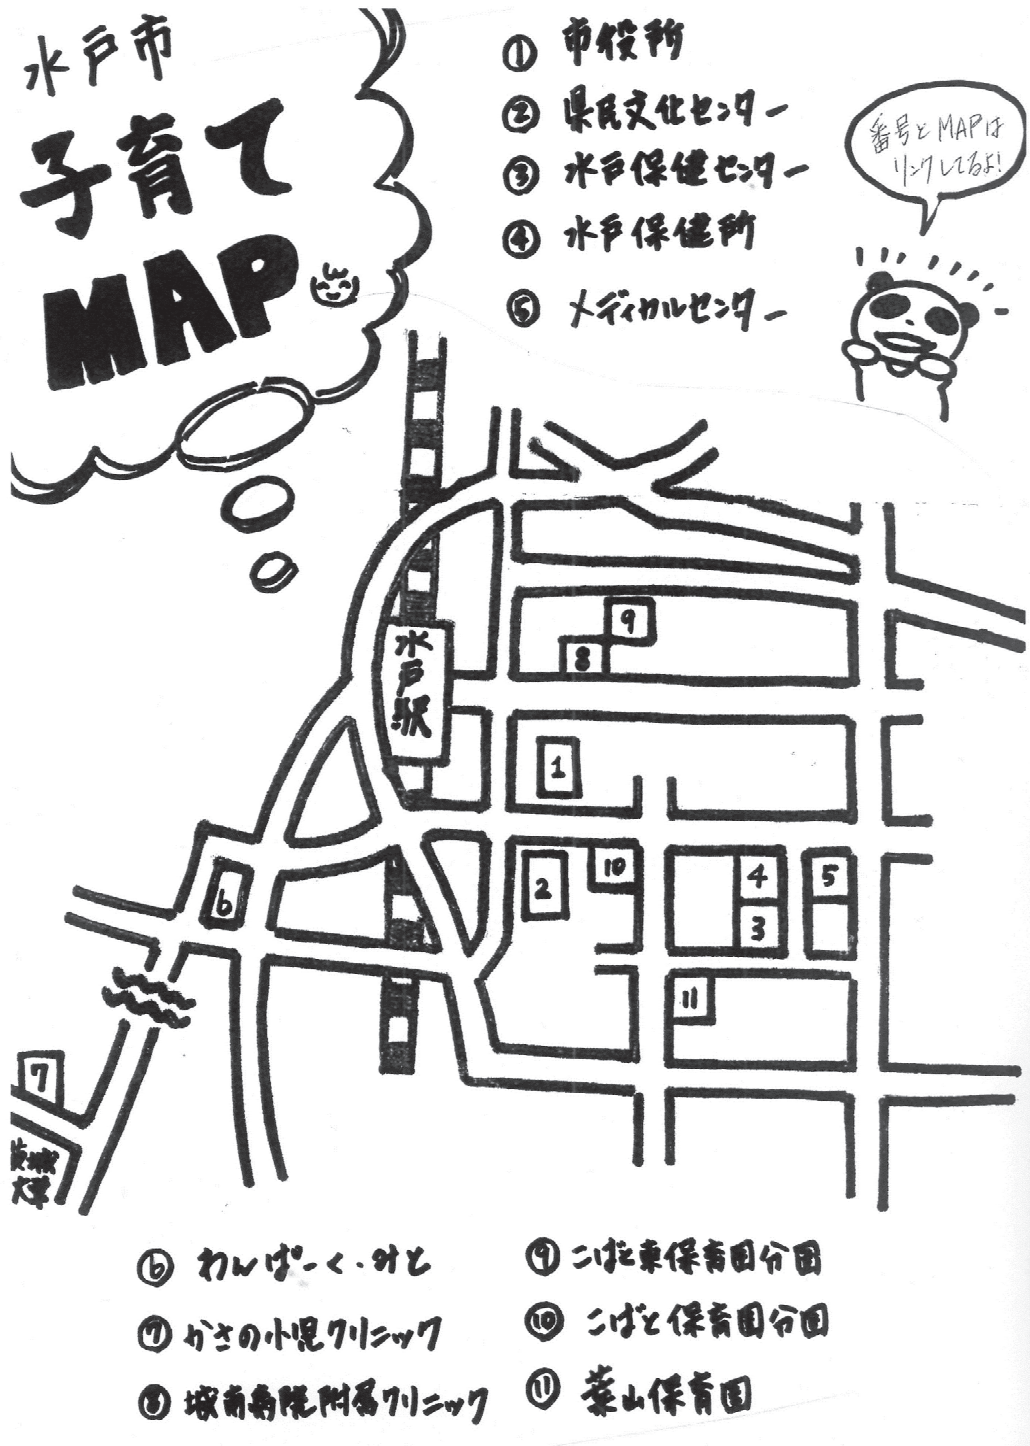 水戸市
子育て
MAP
① 市役所
② 県民文化センター
③ 水戸保健センター
④ 水戸保健所
⑤ メディカルセンター
番号とMAPは
リンクしてるよ!
水戸駅
9
8
1
2
10
4
5
3
6
11
7
茨城
大学
⑥ わんぱーく・みと
⑦ かさの小児クリニック
⑧ 城南病院附属クリニック
⑨ こばと東保育園分園
⑩ こばと保育園分園
⑪ 葉山保育園